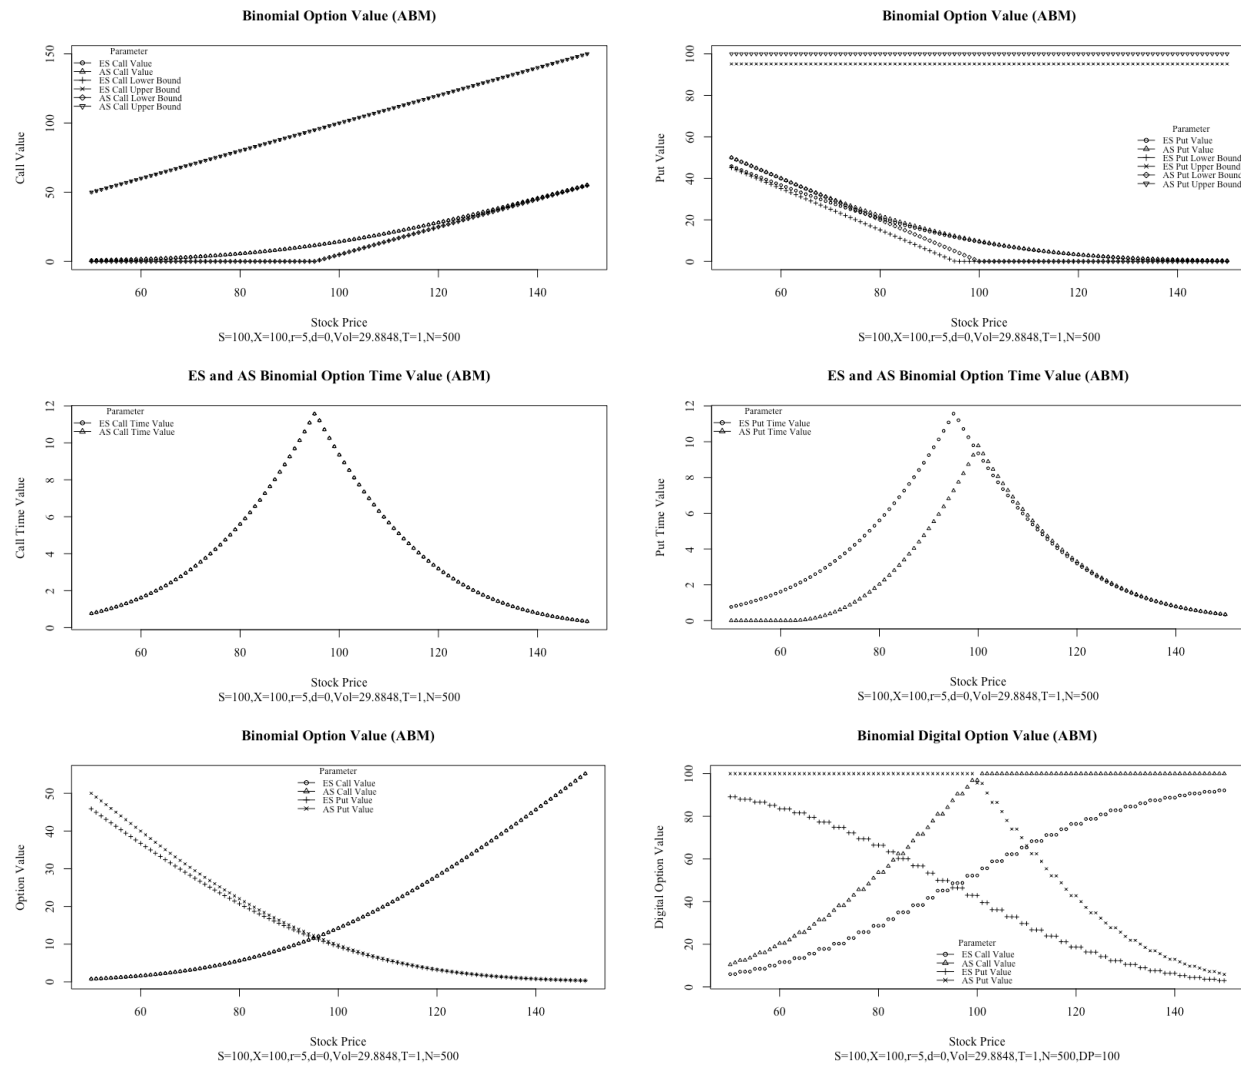 Binomial Option Value (ABM)
Call Value
0
50
100
150
Parameter
ES Call Value
AS Call Value
ES Call Lower Bound
ES Call Upper Bound
AS Call Lower Bound
AS Call Upper Bound
60 80 100 120 140
Stock Price
S=100,X=100,r=5,d=0,Vol=29.8848,T=1,N=500
Binomial Option Value (ABM)
Put Value
0
20
40
60
80
100
Parameter
ES Put Value
AS Put Value
ES Put Lower Bound
ES Put Upper Bound
AS Put Lower Bound
AS Put Upper Bound
60 80 100 120 140
Stock Price
S=100,X=100,r=5,d=0,Vol=29.8848,T=1,N=500
ES and AS Binomial Option Time Value (ABM)
Call Time Value
0
2
4
6
8
10
12
Parameter
ES Call Time Value
AS Call Time Value
60 80 100 120 140
Stock Price
S=100,X=100,r=5,d=0,Vol=29.8848,T=1,N=500
ES and AS Binomial Option Time Value (ABM)
Put Time Value
0
2
4
6
8
10
12
Parameter
ES Put Time Value
AS Put Time Value
60 80 100 120 140
Stock Price
S=100,X=100,r=5,d=0,Vol=29.8848,T=1,N=500
Binomial Option Value (ABM)
Option Value
0
10
20
30
40
50
Parameter
ES Call Value
AS Call Value
ES Put Value
AS Put Value
60 80 100 120 140
Stock Price
S=100,X=100,r=5,d=0,Vol=29.8848,T=1,N=500
Binomial Digital Option Value (ABM)
Digital Option Value
0
20
40
60
80
100
Parameter
ES Call Value
AS Call Value
ES Put Value
AS Put Value
60 80 100 120 140
Stock Price
S=100,X=100,r=5,d=0,Vol=29.8848,T=1,N=500,DP=100